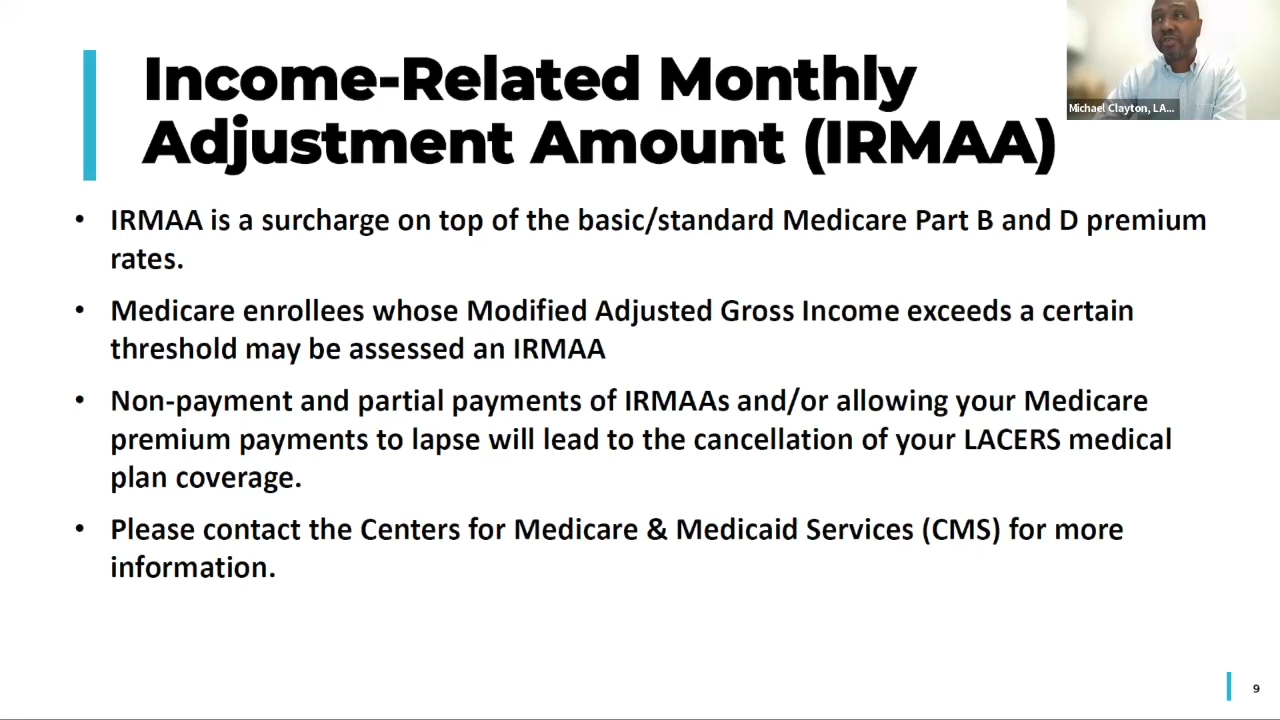 Income-Related Monthly
Adjustment Amount (IRMAA)
Michael Clayton, LA...
• IRMAA is a surcharge on top of the basic/standard Medicare Part B and D premium
rates.
• Medicare enrollees whose Modified Adjusted Gross Income exceeds a certain
threshold may be assessed an IRMAA
• Non-payment and partial payments of IRMAAs and/or allowing your Medicare
premium payments to lapse will lead to the cancellation of your LACERS medical
plan coverage.
• Please contact the Centers for Medicare & Medicaid Services (CMS) for more
information.
9